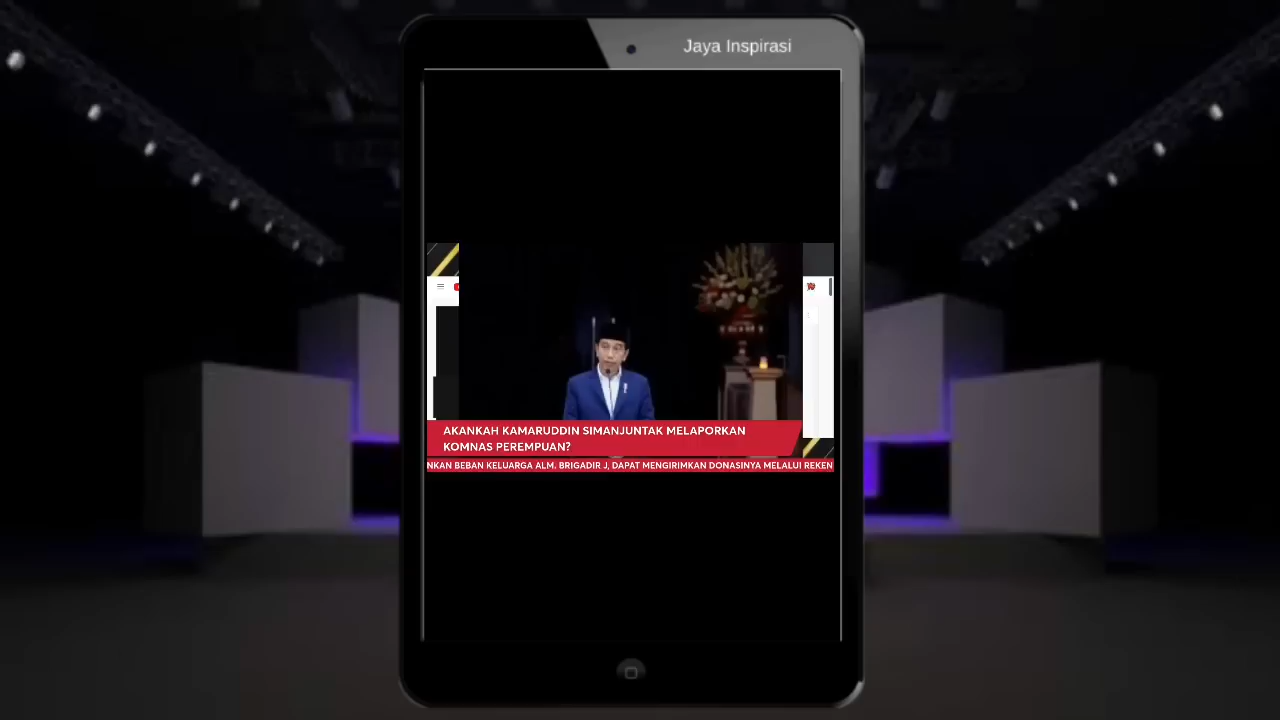 Jaya Inspirasi
AKANKAH KAMARUDDIN SIMANJUNTAK MELAPORKAN
KOMNAS PEREMPUAN?
NKAN BEBAN KELUARGA ALM. BRIGADIR J, DAPAT MENGIRIMKAN DONASINYA MELALUI REKEN